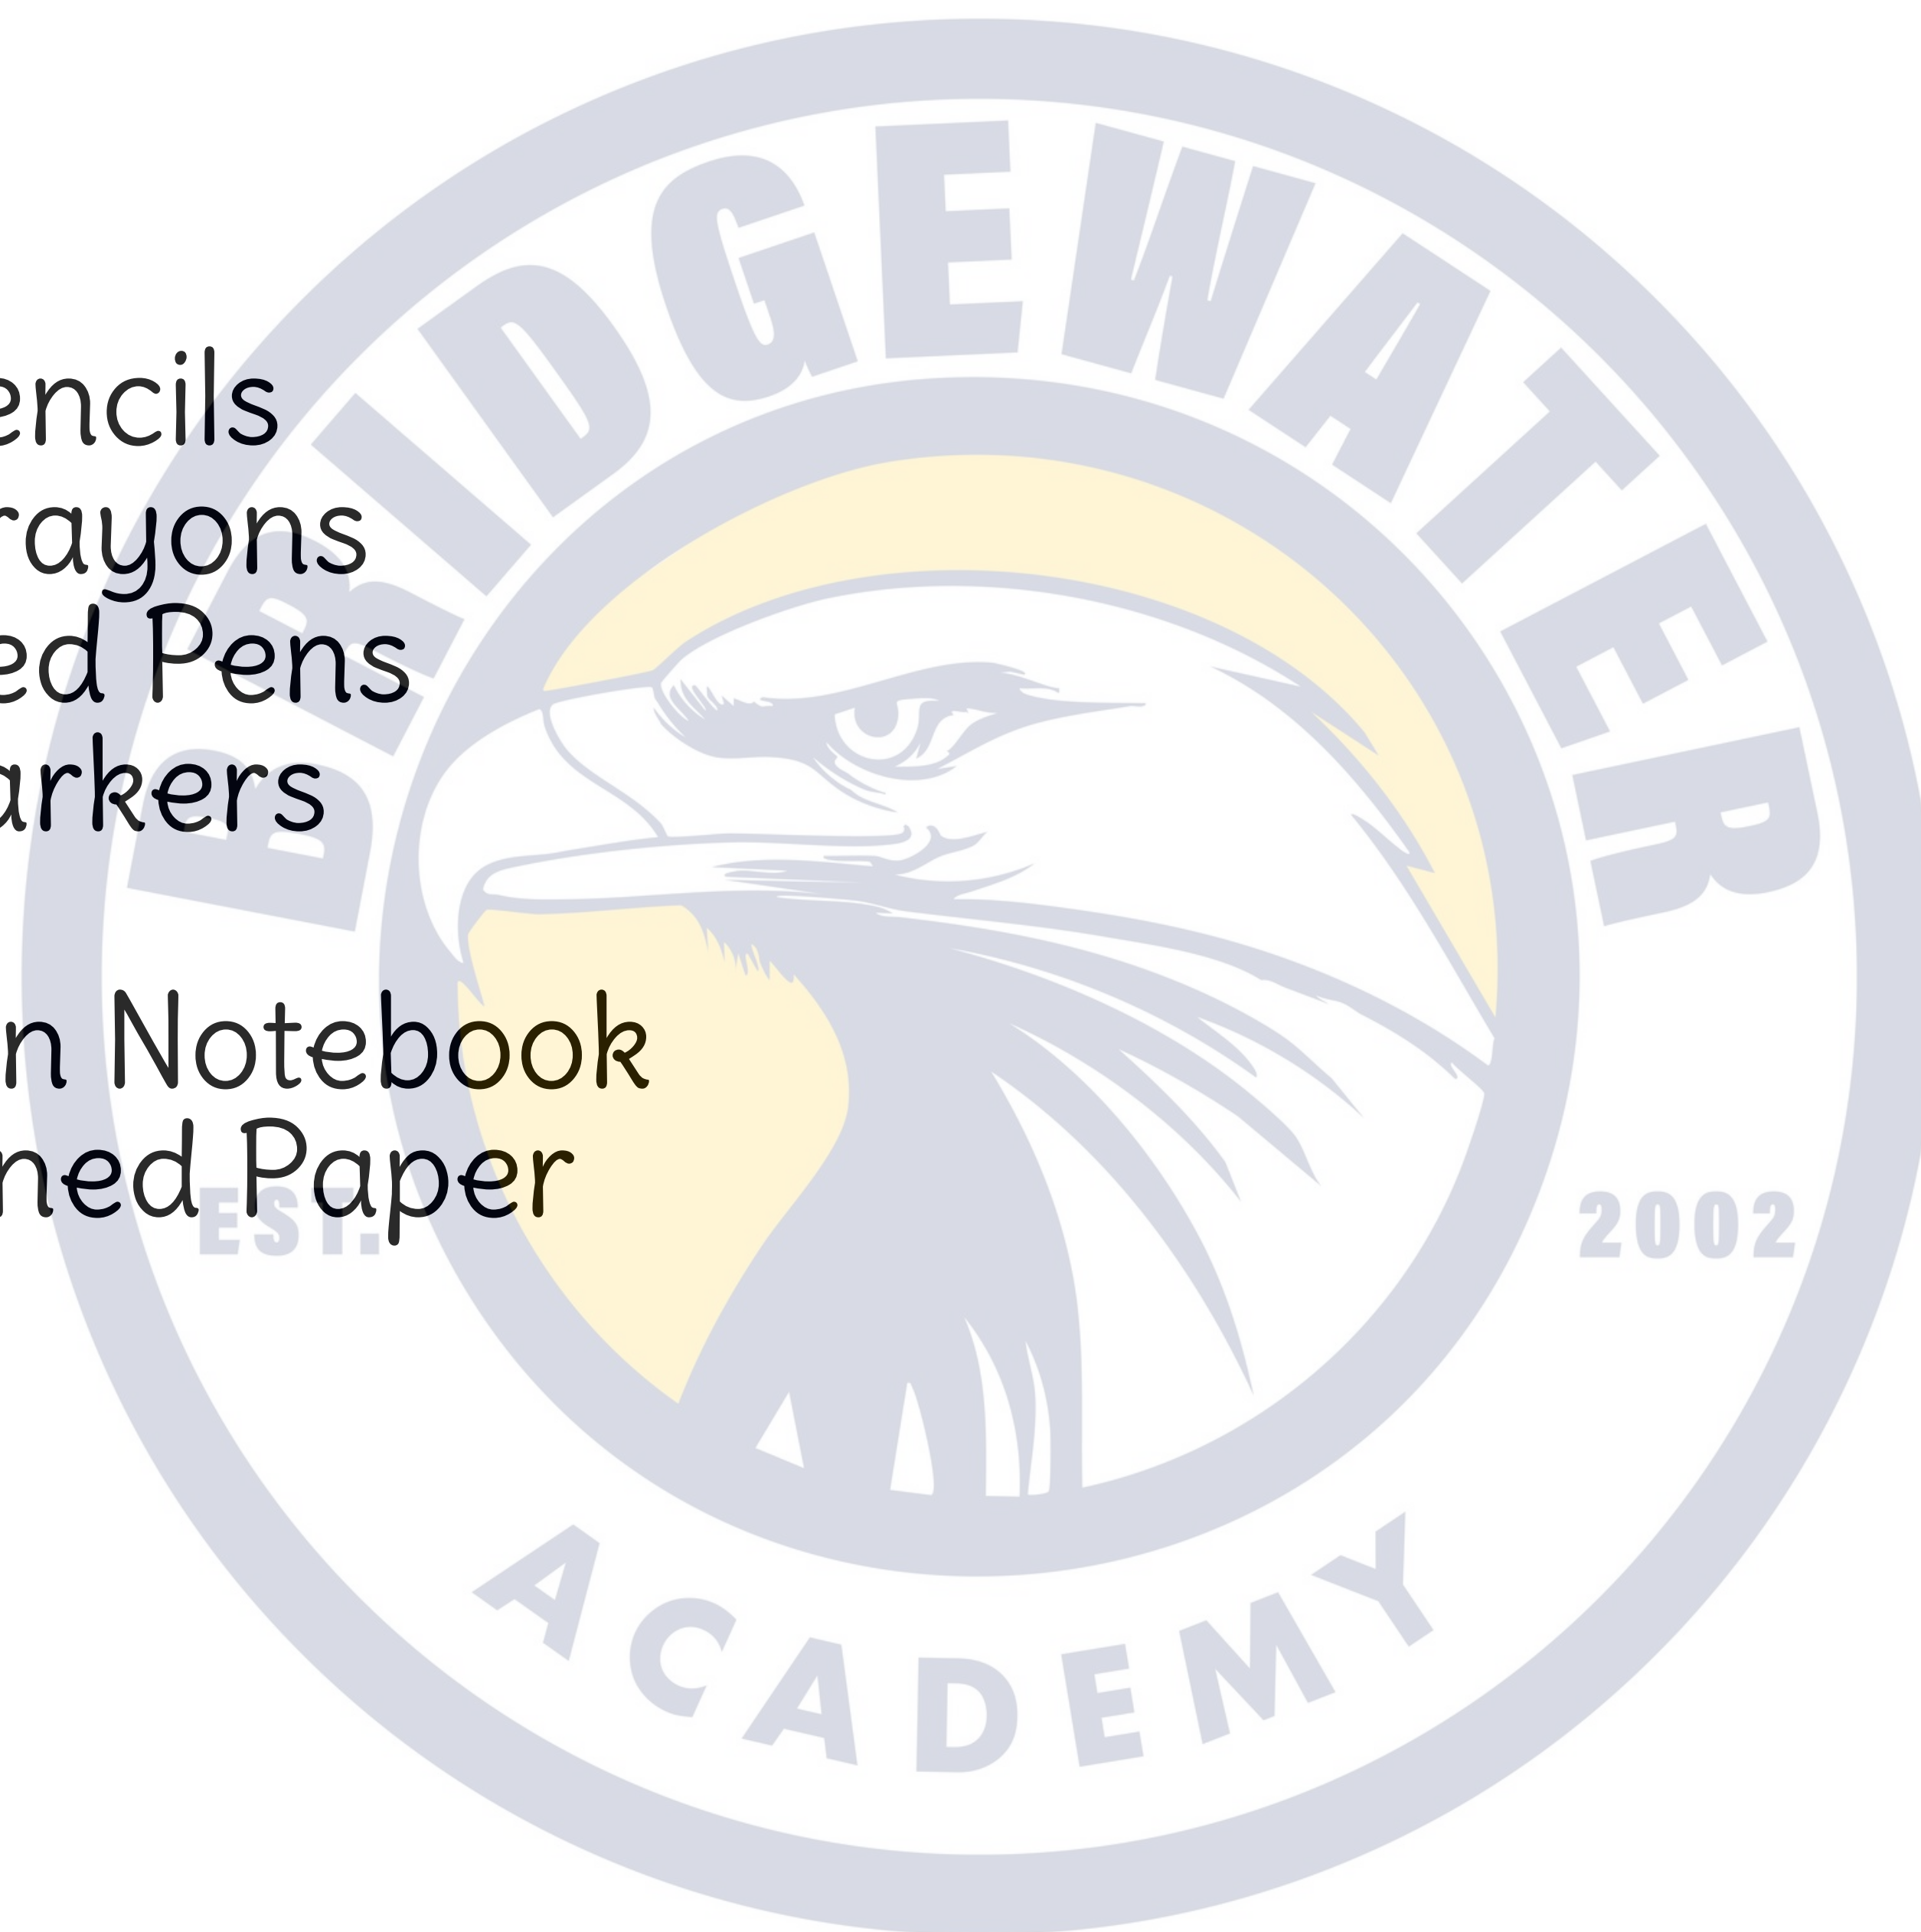 encils
rayons
ed Pens
arkers
n Notebook
ned Paper
BRIDGEWATER
EST. 2002
ACADEMY